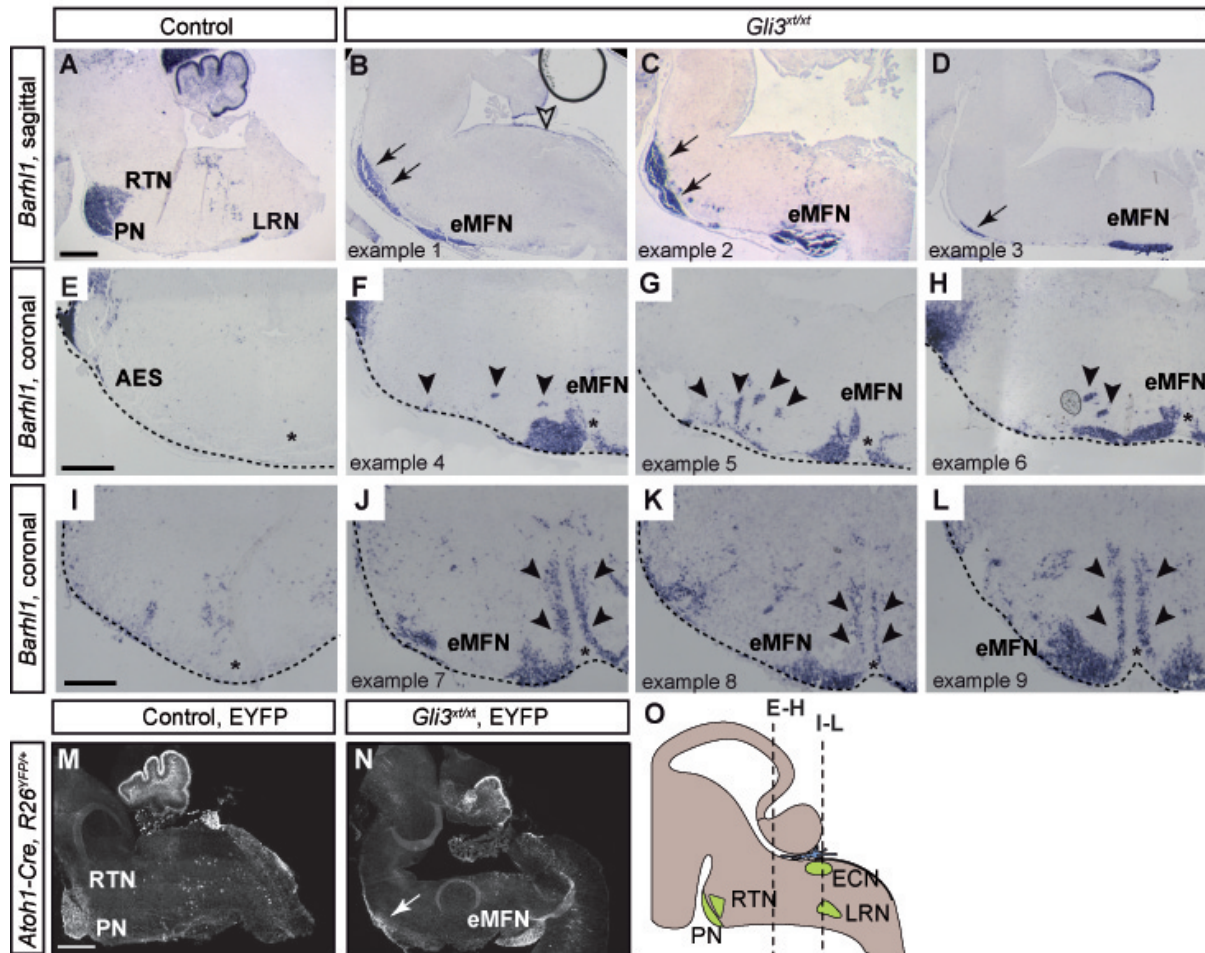 Control
Gli3xt/xt
Barhl1, sagittal
A
RTN
PN
LRN
B
eMFN
example 1
C
eMFN
example 2
D
eMFN
example 3
Barhl1, coronal
E
AES
*
F
eMFN
*
example 4
G
eMFN
*
example 5
H
eMFN
*
example 6
Barhl1, coronal
I
*
J
eMFN
*
example 7
K
eMFN
*
example 8
L
eMFN
*
example 9
Control, EYFP
Gli3xt/xt, EYFP
Atoh1-Cre, R26YFP/+
M
RTN
PN
N
eMFN
O
E-H
I-L
ECN
RTN
LRN
PN